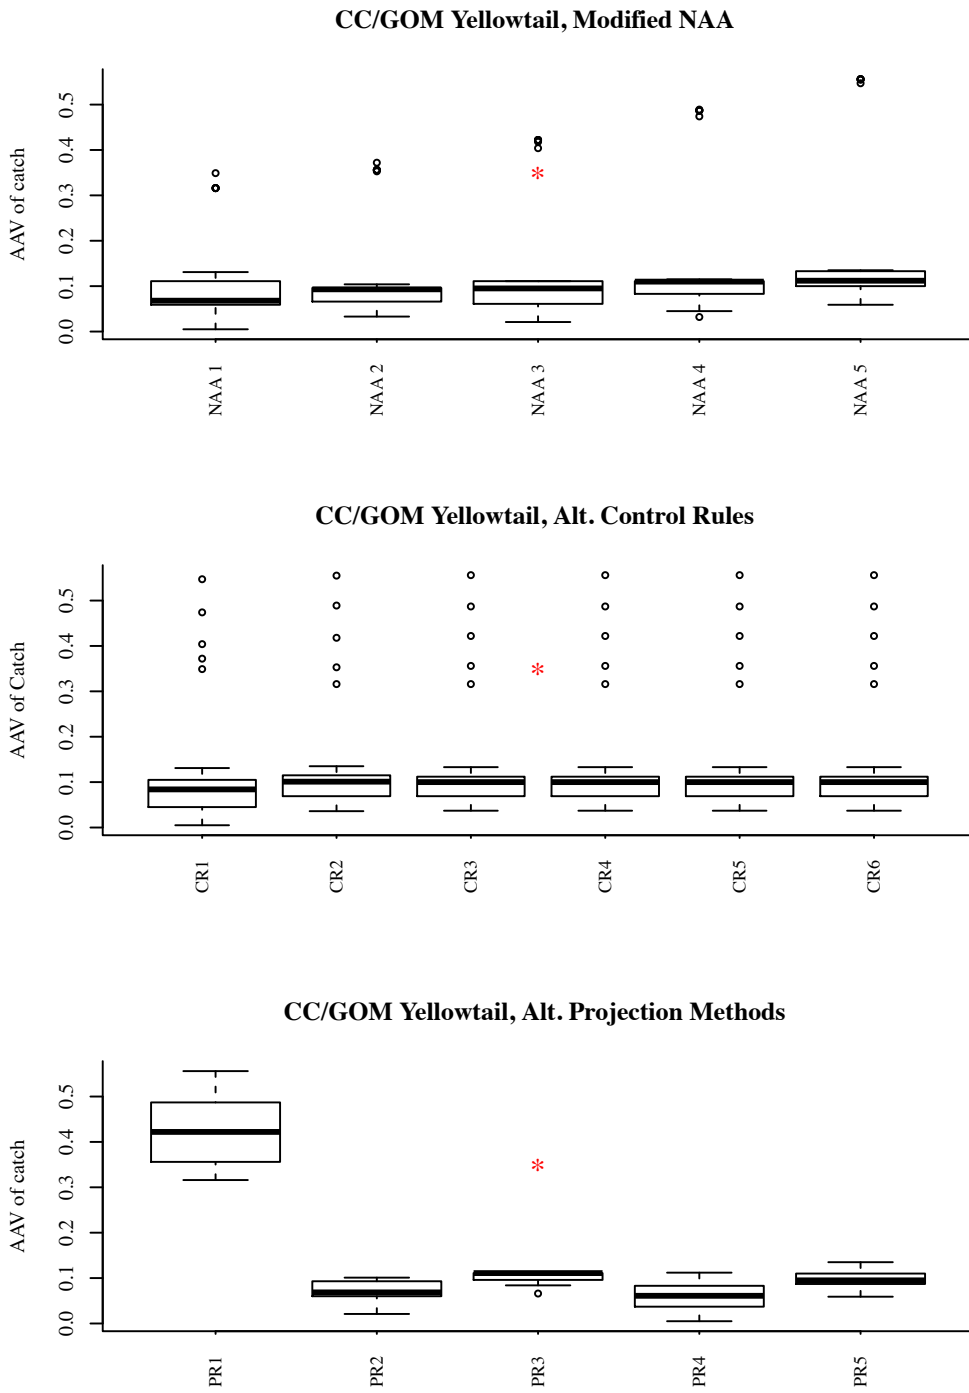 CC/GOM Yellowtail, Modified NAA
AAV of catch
0.0 0.1 0.2 0.3 0.4 0.5
*
NAA 1 NAA 2 NAA 3 NAA 4 NAA 5
CC/GOM Yellowtail, Alt. Control Rules
AAV of Catch
0.0 0.1 0.2 0.3 0.4 0.5
*
CR1 CR2 CR3 CR4 CR5 CR6
CC/GOM Yellowtail, Alt. Projection Methods
AAV of catch
0.0 0.1 0.2 0.3 0.4 0.5
*
PR1 PR2 PR3 PR4 PR5